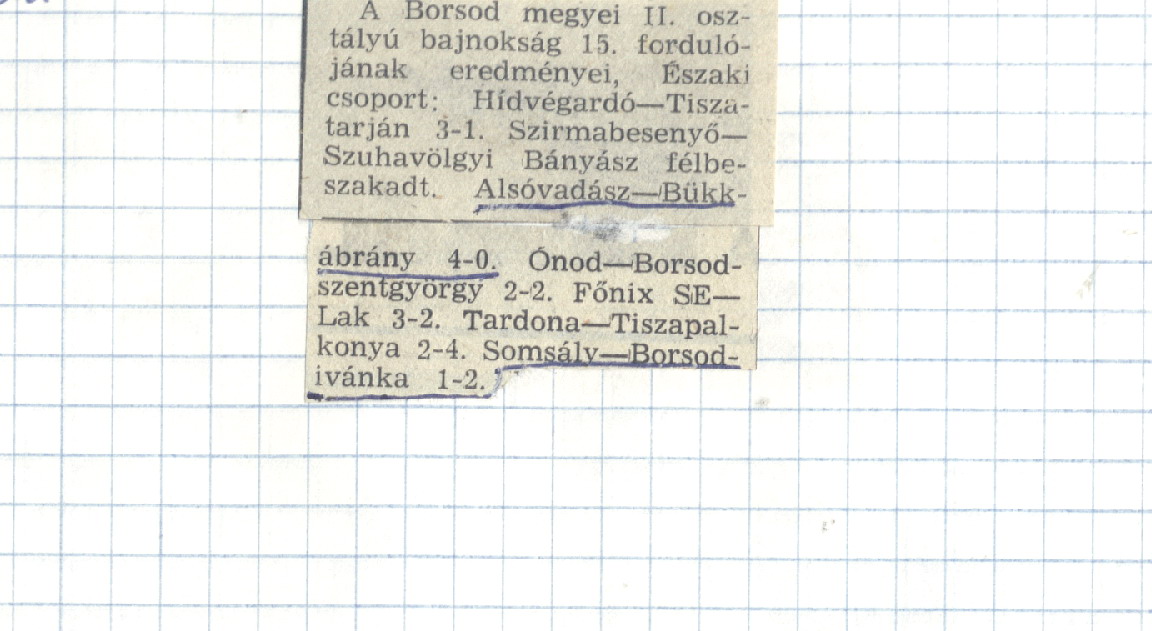 A Borsod megyei II. osz-
tályú bajnokság 15. forduló-
jának eredményei, Északi
csoport: Hídvégardó—Tisza-
tarján 3-1. Szirmabesenyő—
Szuhavölgyi Bányász félbe-
szakadt. Alsóvadász—Bükk-
ábrány 4-0. Ónod—Borsod-
szentgyörgy 2-2. Főnix SE—
Lak 3-2. Tardona—Tiszapal-
konya 2-4. Somsály—Borsod-
ivánka 1-2.